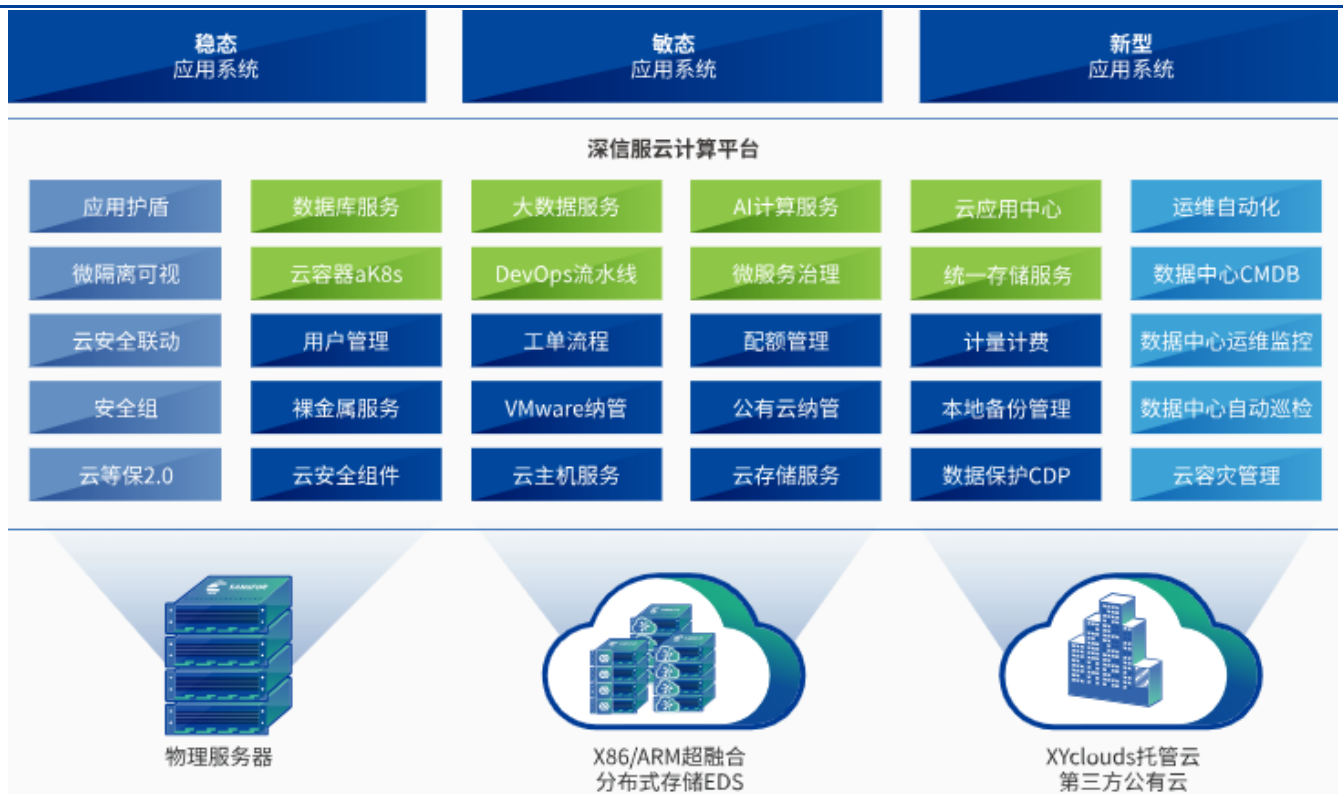 稳态
应用系统
敏态
应用系统
新型
应用系统
深信服云计算平台
应用护盾
数据库服务
大数据服务
AI计算服务
云应用中心
运维自动化
微隔离可视
云容器aK8s
DevOps流水线
微服务治理
统一存储服务
数据中心CMDB
云安全联动
用户管理
工单流程
配额管理
计量计费
数据中心运维监控
安全组
裸金属服务
VMware纳管
公有云纳管
本地备份管理
数据中心自动巡检
云等保2.0
云安全组件
云主机服务
云存储服务
数据保护CDP
云容灾管理
SANGFOR
物理服务器
X86/ARM超融合
分布式存储EDS
XYclouds托管云
第三方公有云